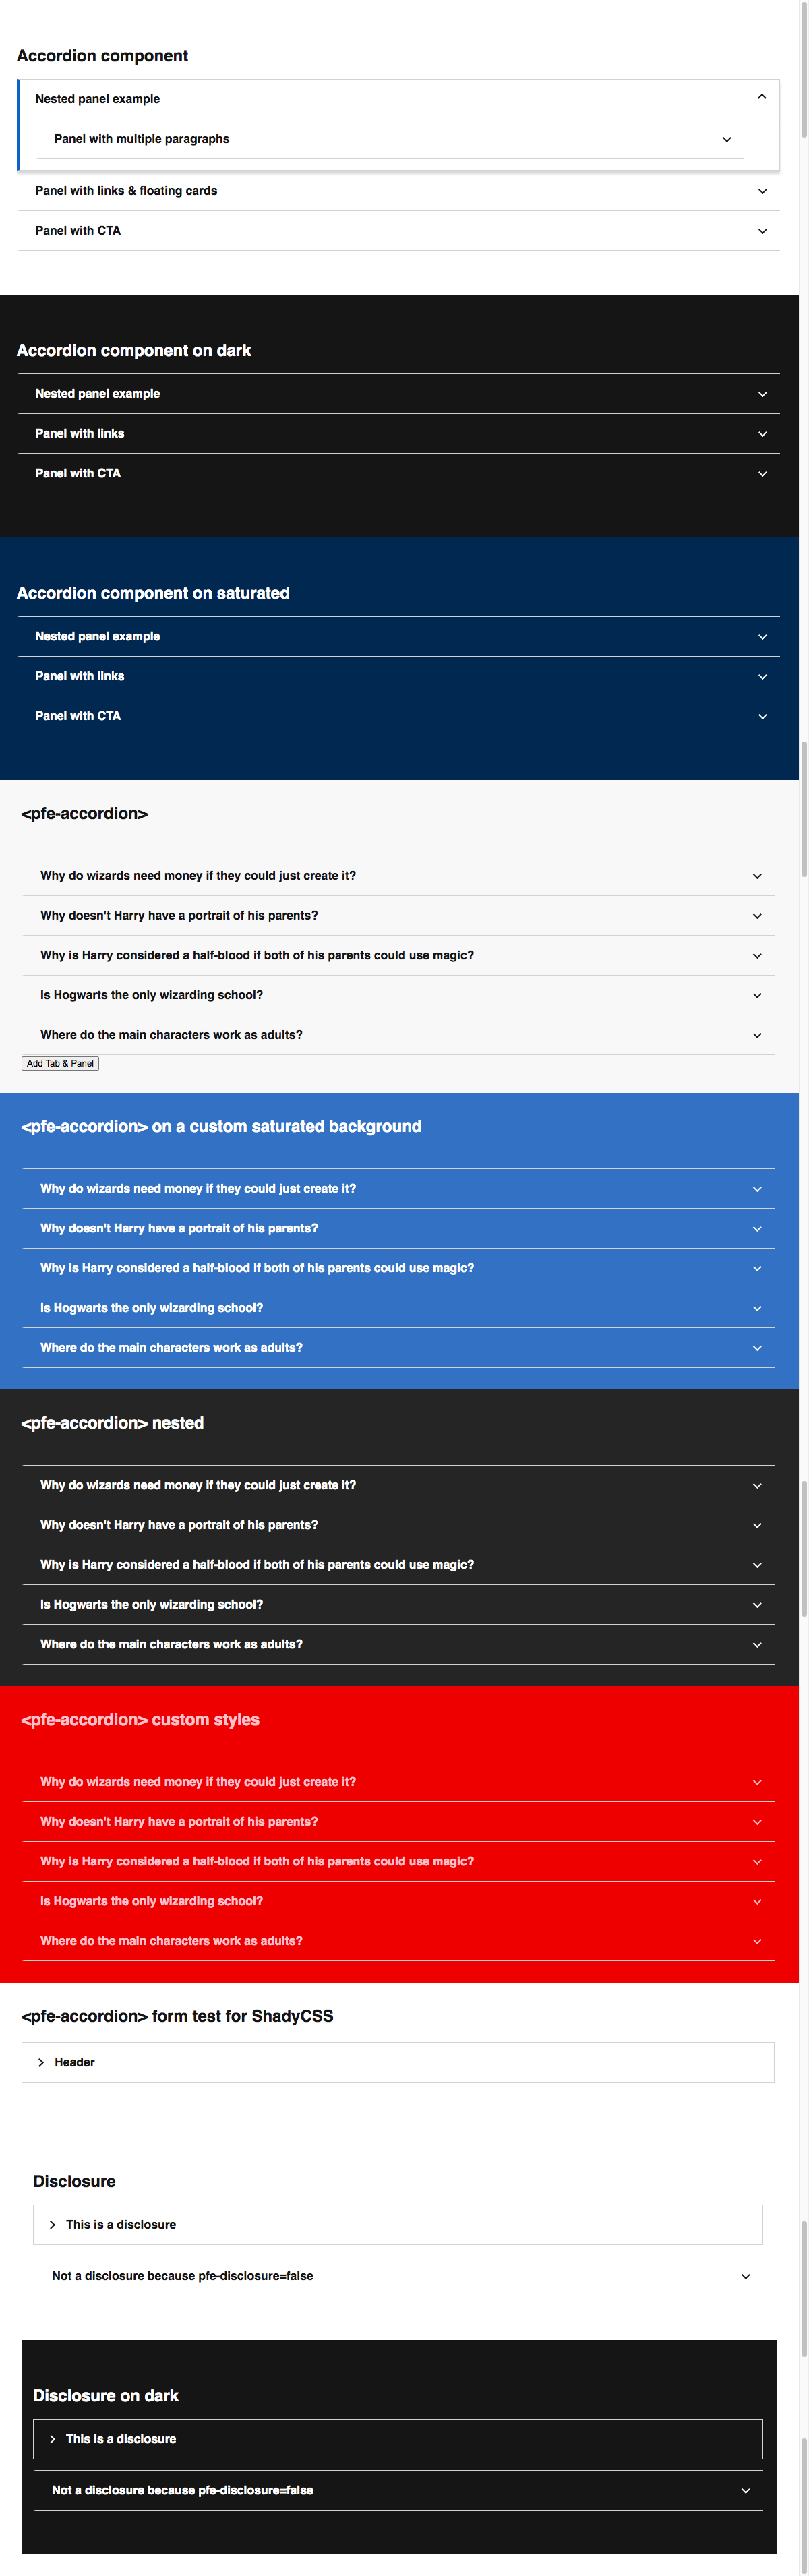 Accordion component
Nested panel example
Panel with multiple paragraphs
Panel with links & floating cards
Panel with CTA
Accordion component on dark
Nested panel example
Panel with links
Panel with CTA
Accordion component on saturated
Nested panel example
Panel with links
Panel with CTA
<pfe-accordion>
Why do wizards need money if they could just create it?
Why doesn't Harry have a portrait of his parents?
Why is Harry considered a half-blood if both of his parents could use magic?
Is Hogwarts the only wizarding school?
Where do the main characters work as adults?
Add Tab & Panel
<pfe-accordion> on a custom saturated background
Why do wizards need money if they could just create it?
Why doesn't Harry have a portrait of his parents?
Why is Harry considered a half-blood if both of his parents could use magic?
Is Hogwarts the only wizarding school?
Where do the main characters work as adults?
<pfe-accordion> nested
Why do wizards need money if they could just create it?
Why doesn't Harry have a portrait of his parents?
Why is Harry considered a half-blood if both of his parents could use magic?
Is Hogwarts the only wizarding school?
Where do the main characters work as adults?
<pfe-accordion> custom styles
Why do wizards need money if they could just create it?
Why doesn't Harry have a portrait of his parents?
Why is Harry considered a half-blood if both of his parents could use magic?
Is Hogwarts the only wizarding school?
Where do the main characters work as adults?
<pfe-accordion> form test for ShadyCSS
Header
Disclosure
This is a disclosure
Not a disclosure because pfe-disclosure=false
Disclosure on dark
This is a disclosure
Not a disclosure because pfe-disclosure=false